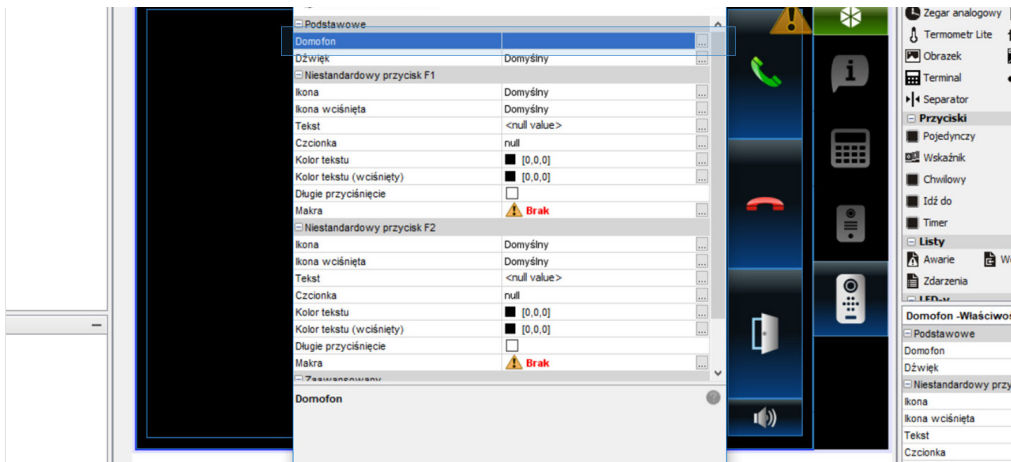 Podstawowe
Domofon
Dźwięk Domyślny
Niestandardowy przycisk F1
Ikona Domyślny
Ikona wciśnięta Domyślny
Tekst <null value>
Czcionka null
Kolor tekstu [0,0,0]
Kolor tekstu (wciśnięty) [0,0,0]
Długie przyciśnięcie
Makra Brak
Niestandardowy przycisk F2
Ikona Domyślny
Ikona wciśnięta Domyślny
Tekst <null value>
Czcionka null
Kolor tekstu [0,0,0]
Kolor tekstu (wciśnięty) [0,0,0]
Długie przyciśnięcie
Makra Brak
Zaawansowany
Domofon
Zegar analogowy
Termometr Lite
Obrazek
Terminal
Separator
Przyciski
Pojedynczy
Wskaźnik
Chwilowy
Idź do
Timer
Listy
Awarie
Zdarzenia
LED-y
Domofon -Właściwoś
Podstawowe
Domofon
Dźwięk
Niestandardowy przy
Ikona
Ikona wciśnięta
Tekst
Czcionka